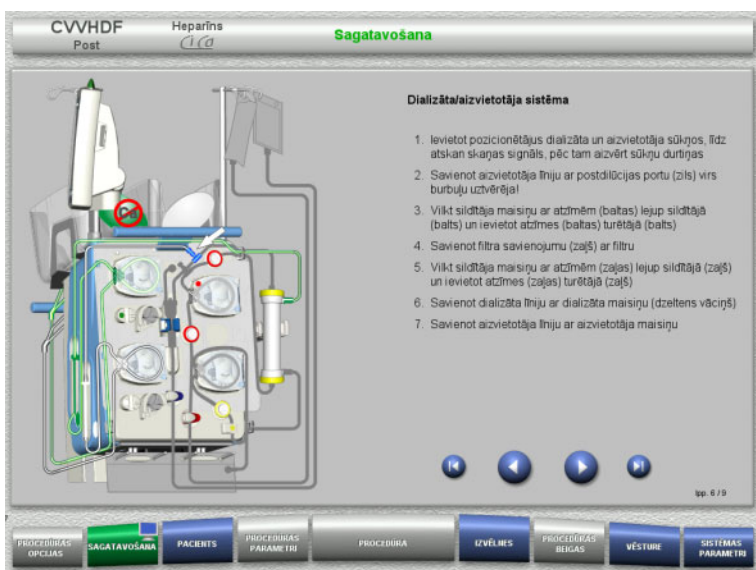 CVVHDF
Post
Heparīns
Ci Ca
Sagatavošana
Dializāta/aizvietotāja sistēma
1. Ievietot pozicionētājus dializāta un aizvietotāja sūkņos, līdz
atskan skaņas signāls, pēc tam aizvērt sūkņu durtiņas
2. Savienot aizvietotāja līniju ar postdilūcijas portu (zils) virs
burbuļu uztvērēja!
3. Vilkt sildītāja maisiņu ar atzīmēm (baltas) lejup sildītājā
(balts) un ievietot atzīmes (baltas) turētājā (balts)
4. Savienot filtra savienojumu (zaļš) ar filtru
5. Vilkt sildītāja maisiņu ar atzīmēm (zaļas) lejup sildītājā (zaļš)
un ievietot atzīmes (zaļas) turētājā (zaļš)
6. Savienot dializāta līniju ar dializāta maisiņu (dzeltens vāciņš)
7. Savienot aizvietotāja līniju ar aizvietotāja maisiņu
Ca
lpp. 6 / 9
PROCEDŪRAS
OPCIJAS
SAGATAVOŠANA
PACIENTS
PROCEDŪRAS
PARAMETRI
PROCEDŪRA
IZVĒLNES
PROCEDŪRAS
BEIGAS
VĒSTURE
SISTĒMAS
PARAMETRI